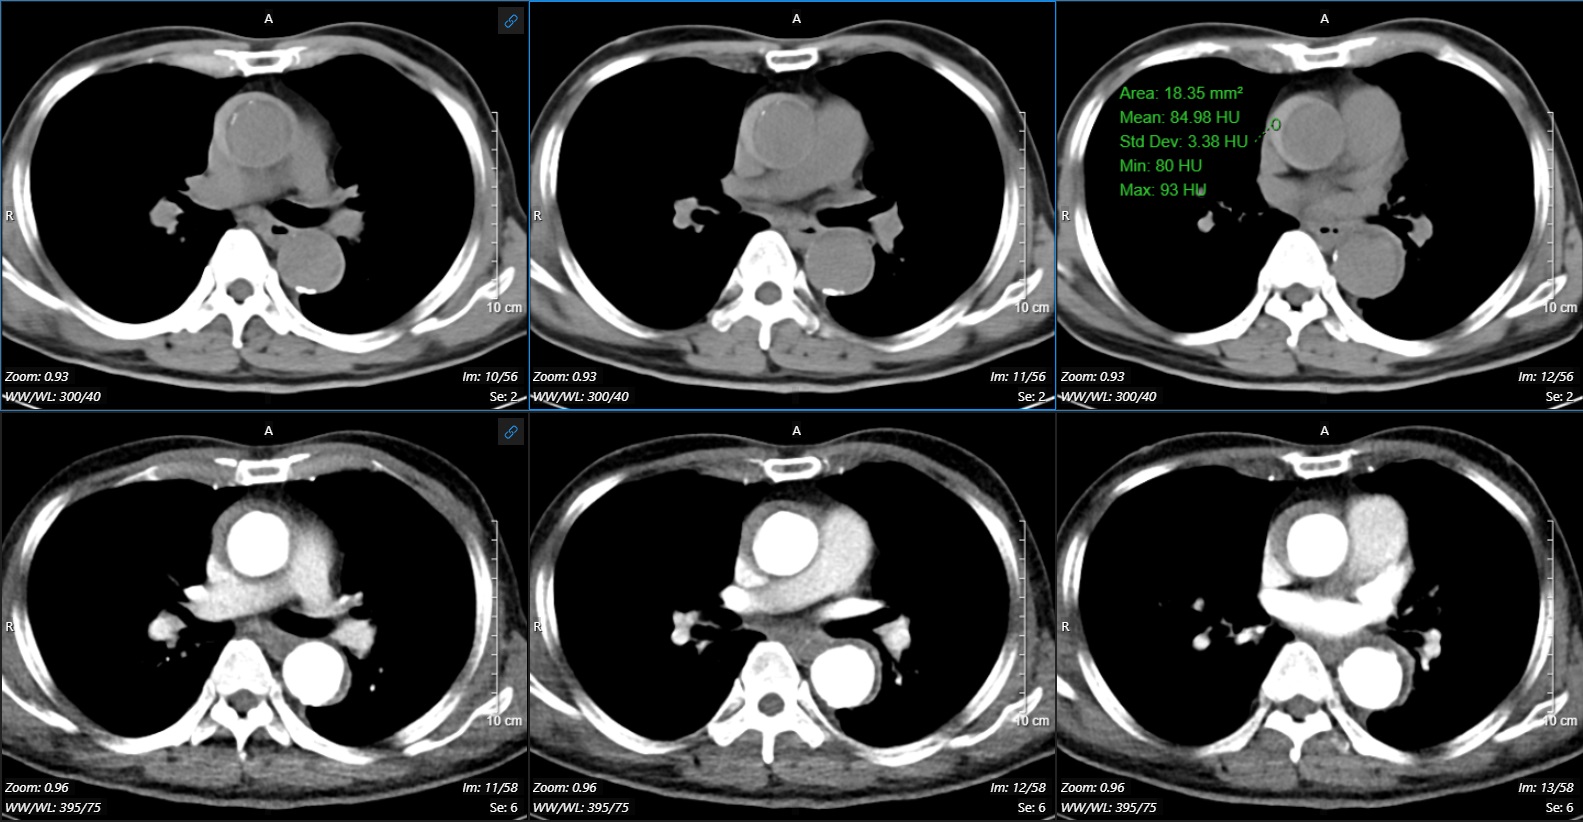 A
R
10 cm
Zoom: 0.93
WW/WL: 300/40
Im: 10/56
Se: 2
A
R
10 cm
Zoom: 0.93
WW/WL: 300/40
Im: 11/56
Se: 2
A
Area: 18.35 mm²
Mean: 84.98 HU
Std Dev: 3.38 HU
Min: 80 HU
Max: 93 HU
R
10 cm
Zoom: 0.93
WW/WL: 300/40
Im: 12/56
Se: 2
A
R
10 cm
Zoom: 0.96
WW/WL: 395/75
Im: 11/58
Se: 6
A
R
10 cm
Zoom: 0.96
WW/WL: 395/75
Im: 12/58
Se: 6
A
R
10 cm
Zoom: 0.96
WW/WL: 395/75
Im: 13/58
Se: 6